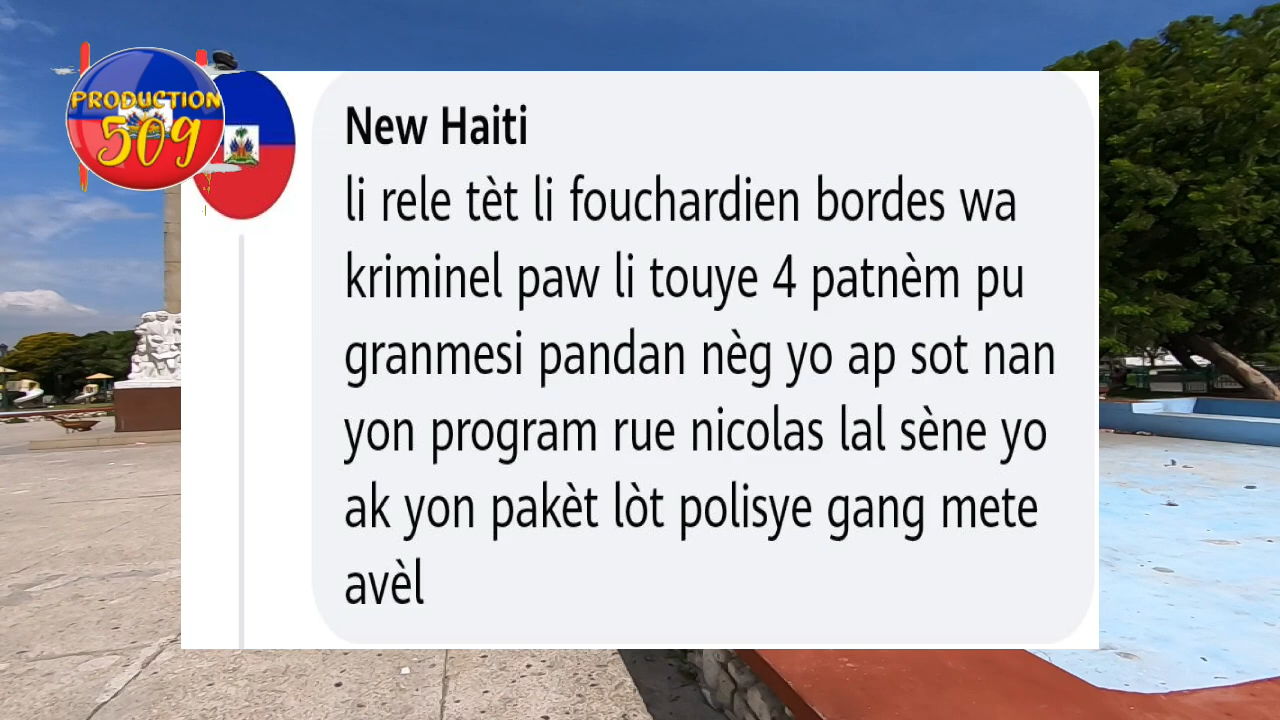 PRODUCTION
509
New Haiti
li rele tèt li fouchardien bordes wa
kriminel paw li touye 4 patnèm pu
granmesi pandan nèg yo ap sot nan
yon program rue nicolas lal sène yo
ak yon pakèt lòt polisye gang mete
avèl